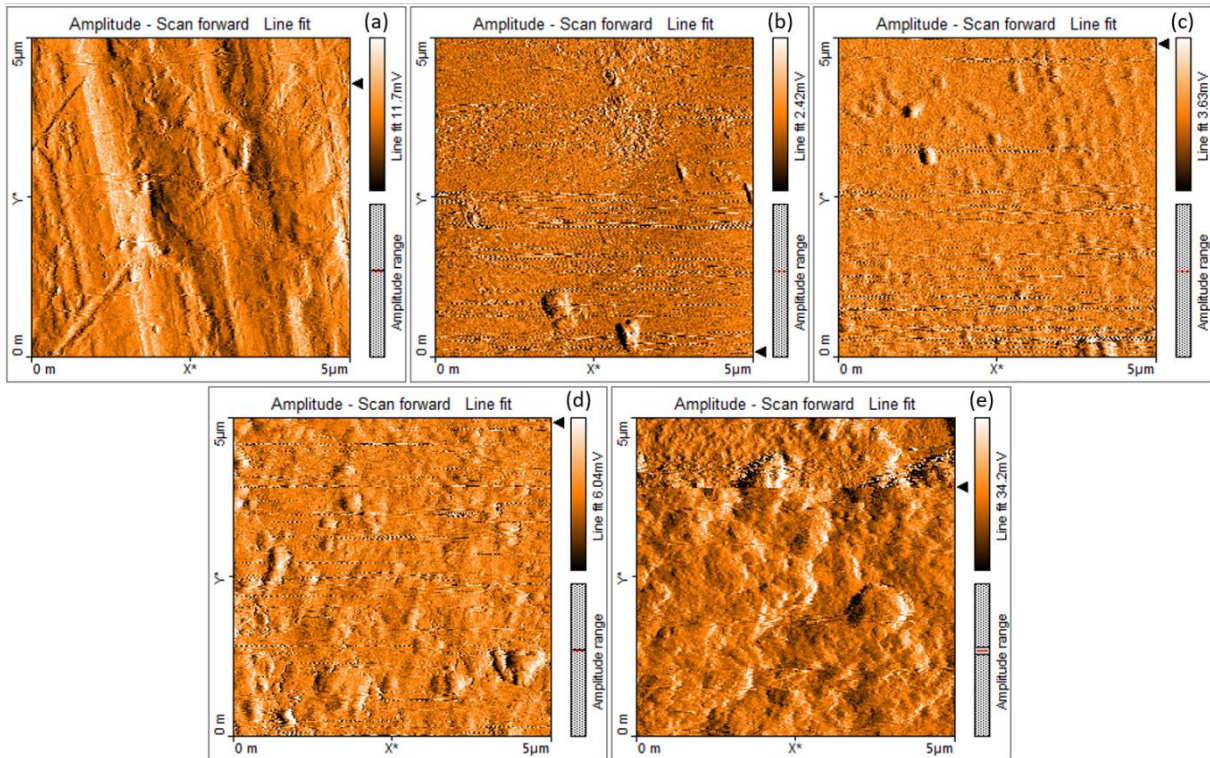 Amplitude - Scan forward Line fit (a)
5µm
Y*
0 m
0 m X* 5µm
Line fit 11.7mV
Amplitude range
Amplitude - Scan forward Line fit (b)
5µm
Y*
0 m
0 m X* 5µm
Line fit 2.42mV
Amplitude range
Amplitude - Scan forward Line fit (c)
5µm
Y*
0 m
0 m X* 5µm
Line fit 3.63mV
Amplitude range
Amplitude - Scan forward Line fit (d)
5µm
Y*
0 m
0 m X* 5µm
Line fit 6.04mV
Amplitude range
Amplitude - Scan forward Line fit (e)
5µm
Y*
0 m
0 m X* 5µm
Line fit 34.2mV
Amplitude range